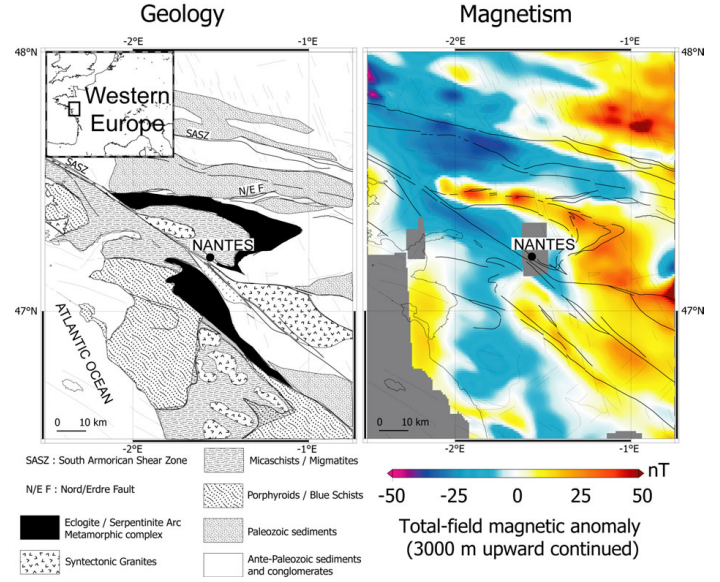 Geology
Magnetism
-2°E
-1°E
-2°E
-1°E
48°N
48°N
Western
Europe
SASZ
SASZ
N/E F
NANTES
NANTES
47°N
47°N
ATLANTIC OCEAN
0 10 km
0 10 km
-2°E
-1°E
-2°E
-1°E
SASZ : South Armorican Shear Zone
N/E F : Nord/Erdre Fault
Eclogite / Serpentinite Arc
Metamorphic complex
Syntectonic Granites
Micaschists / Migmatites
Porphyroids / Blue Schists
Paleozoic sediments
Ante-Paleozoic sediments
and conglomerates
nT
-50 -25 0 25 50
Total-field magnetic anomaly
(3000 m upward continued)